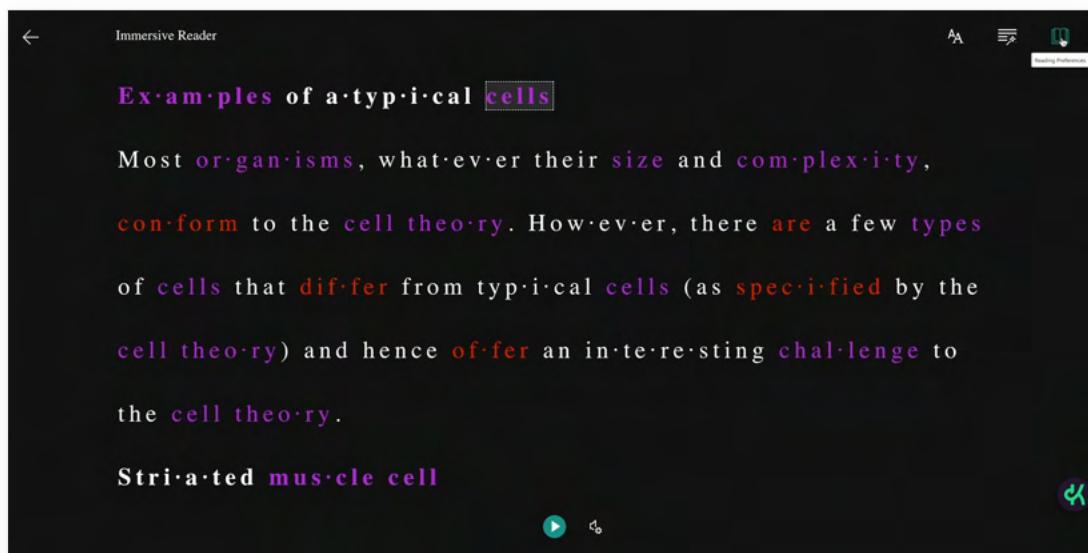 Immersive Reader
Reading Preferences
Ex·am·ples of a·typ·i·cal cells
Most or·gan·isms, what·ev·er their size and com·plex·i·ty,
con·form to the cell theo·ry. How·ev·er, there are a few types
of cells that dif·fer from typ·i·cal cells (as spec·i·fied by the
cell theo·ry) and hence of·fer an in·te·re·sting chal·lenge to
the cell theo·ry.
Stri·a·ted mus·cle cell